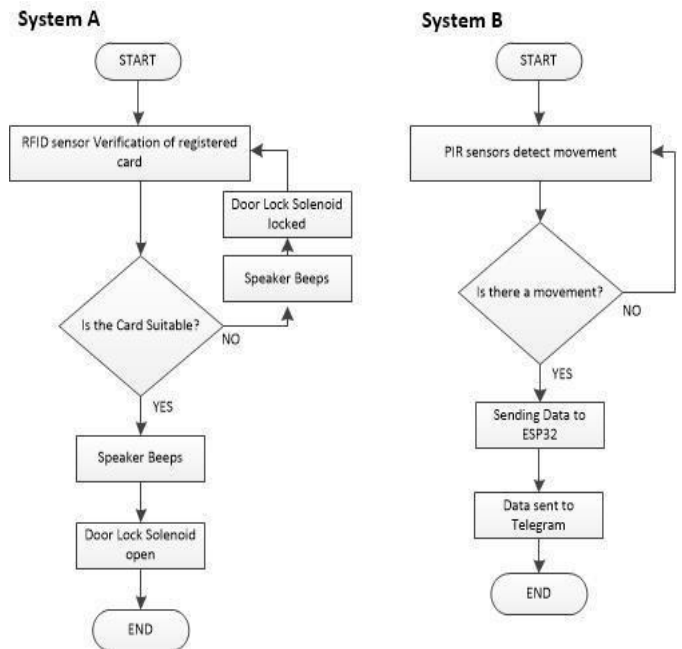 System A
START
RFID sensor Verification of registered
card
Door Lock Solenoid
locked
Speaker Beeps
Is the Card Suitable?
NO
YES
Speaker Beeps
Door Lock Solenoid
open
END
System B
START
PIR sensors detect movement
Is there a movement?
NO
YES
Sending Data to
ESP32
Data sent to
Telegram
END